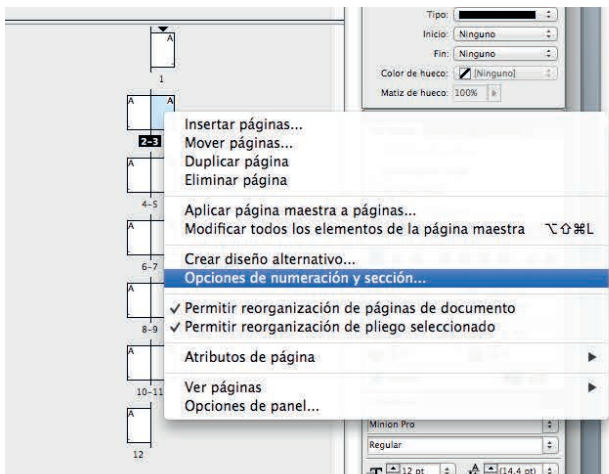 Tipo:
Inicio: Ninguno
Fin: Ninguno
Color de hueco: [Ninguno]
Matiz de hueco: 100%
A
1
A A
2-3
A
4-5
A
6-7
A
8-9
A
10-11
A
12
Insertar páginas...
Mover páginas...
Duplicar página
Eliminar página
Aplicar página maestra a páginas...
Modificar todos los elementos de la página maestra ⌥⇧⌘L
Crear diseño alternativo...
Opciones de numeración y sección...
✓ Permitir reorganización de páginas de documento
✓ Permitir reorganización de pliego seleccionado
Atributos de página
Ver páginas
Opciones de panel...
Minion Pro
Regular
12 pt (14.4 pt)